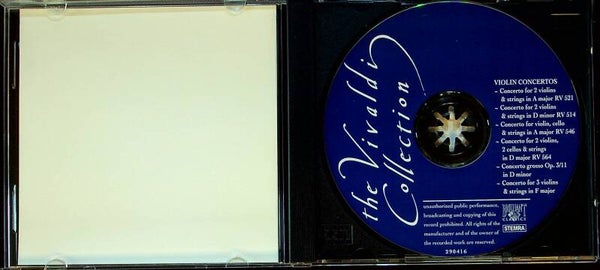 the Vivaldi
Collection
VIOLIN CONCERTOS
– Concerto for 2 violins
& strings in A major RV 521
– Concerto for 2 violins
& strings in D minor RV 514
– Concerto for violin, cello
& strings in A major RV 546
– Concerto for 2 violins,
2 cellos & strings
in D major RV 564
– Concerto grosso Op. 3/11
in D minor
– Concerto for 3 violins
& strings in F major
unauthorized public performance,
broadcasting and copying of this
record prohibited. All rights of the
manufacturer and of the owner of
the recorded work are reserved.
290416
BRILLIANT
CLASSICS
STEMRA